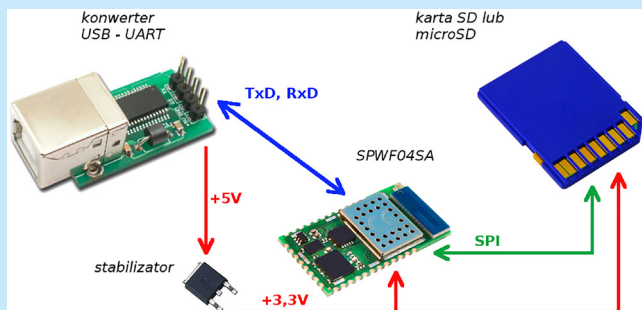 konwerter
USB - UART
karta SD lub
microSD
TxD, RxD
SPWF04SA
+5V
SPI
stabilizator
+3,3V